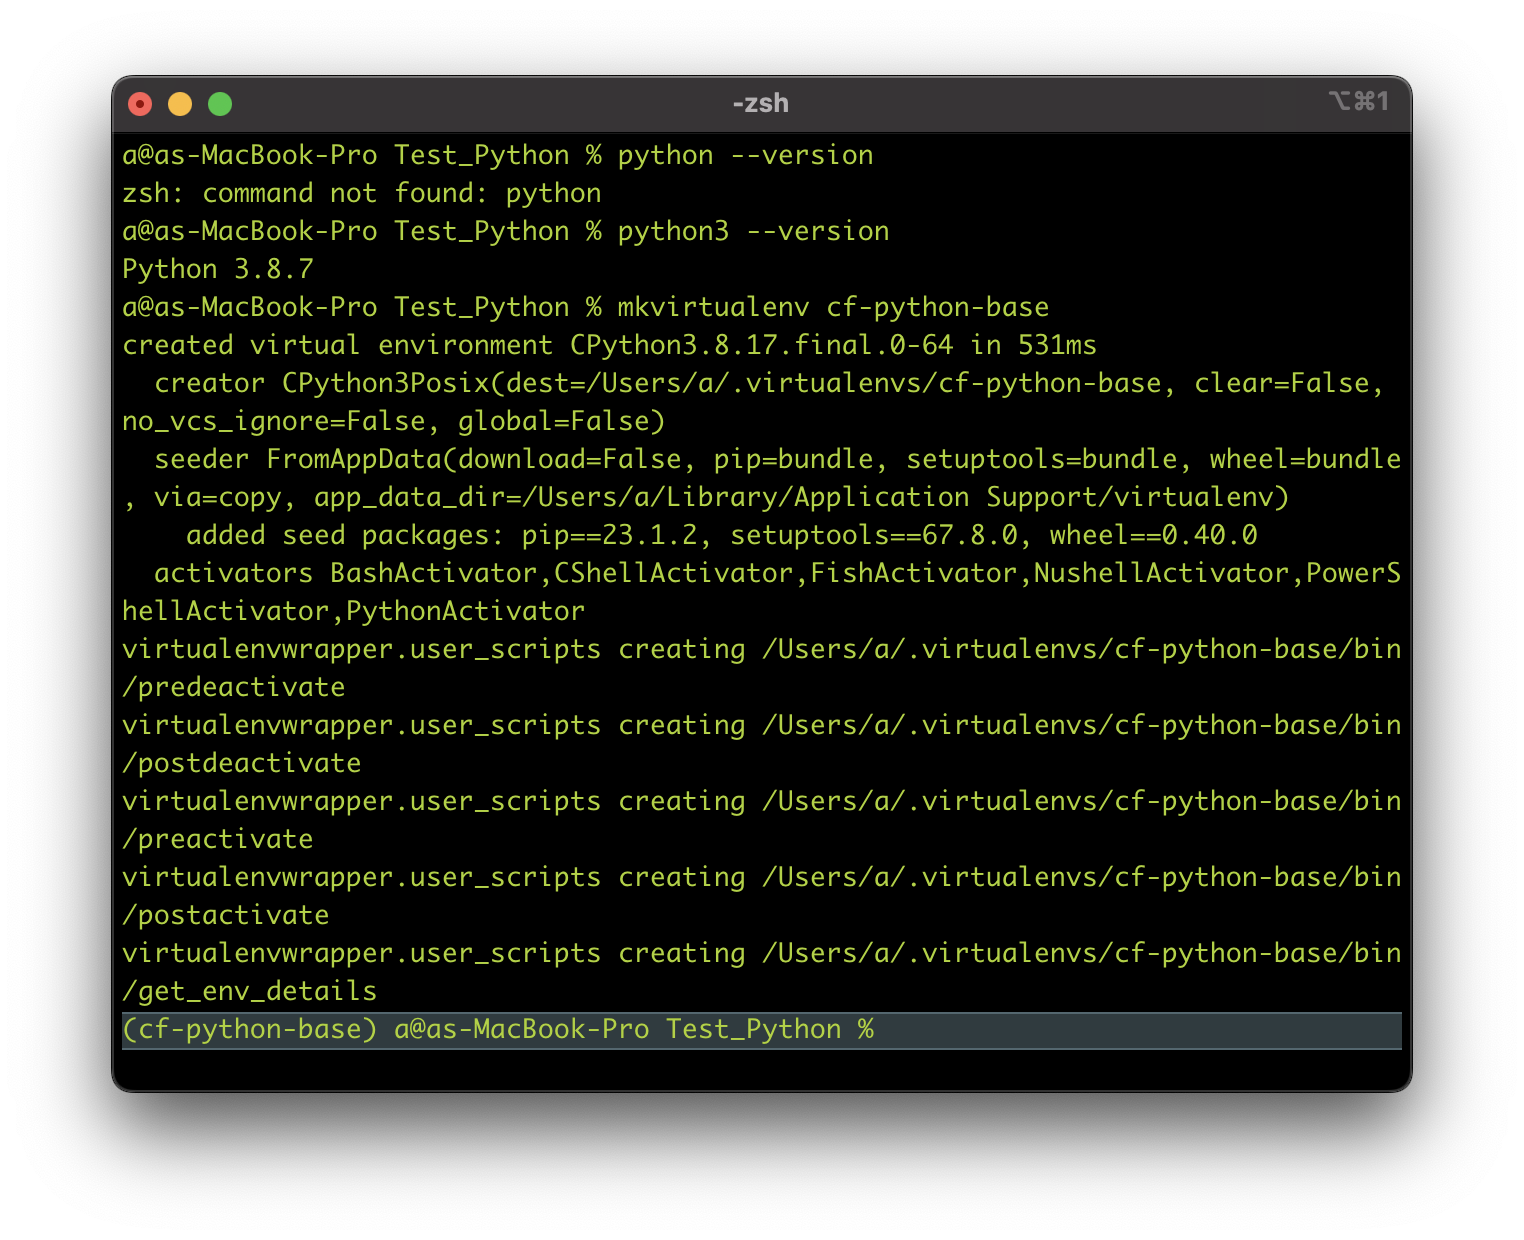 -zsh
⌥⌘1
a@as-MacBook-Pro Test_Python % python --version
zsh: command not found: python
a@as-MacBook-Pro Test_Python % python3 --version
Python 3.8.7
a@as-MacBook-Pro Test_Python % mkvirtualenv cf-python-base
created virtual environment CPython3.8.17.final.0-64 in 531ms
  creator CPython3Posix(dest=/Users/a/.virtualenvs/cf-python-base, clear=False,
no_vcs_ignore=False, global=False)
  seeder FromAppData(download=False, pip=bundle, setuptools=bundle, wheel=bundle
, via=copy, app_data_dir=/Users/a/Library/Application Support/virtualenv)
    added seed packages: pip==23.1.2, setuptools==67.8.0, wheel==0.40.0
  activators BashActivator,CShellActivator,FishActivator,NushellActivator,PowerS
hellActivator,PythonActivator
virtualenvwrapper.user_scripts creating /Users/a/.virtualenvs/cf-python-base/bin
/predeactivate
virtualenvwrapper.user_scripts creating /Users/a/.virtualenvs/cf-python-base/bin
/postdeactivate
virtualenvwrapper.user_scripts creating /Users/a/.virtualenvs/cf-python-base/bin
/preactivate
virtualenvwrapper.user_scripts creating /Users/a/.virtualenvs/cf-python-base/bin
/postactivate
virtualenvwrapper.user_scripts creating /Users/a/.virtualenvs/cf-python-base/bin
/get_env_details
(cf-python-base) a@as-MacBook-Pro Test_Python %